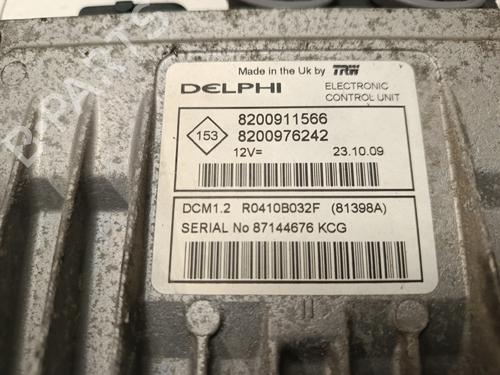 Made in the Uk by TRW
DELPHI ELECTRONIC
CONTROL UNIT
153
8200911566
8200976242
12V= 23.10.09
DCM1.2 R0410B032F (81398A)
SERIAL No 87144676 KCG
B-PARTS